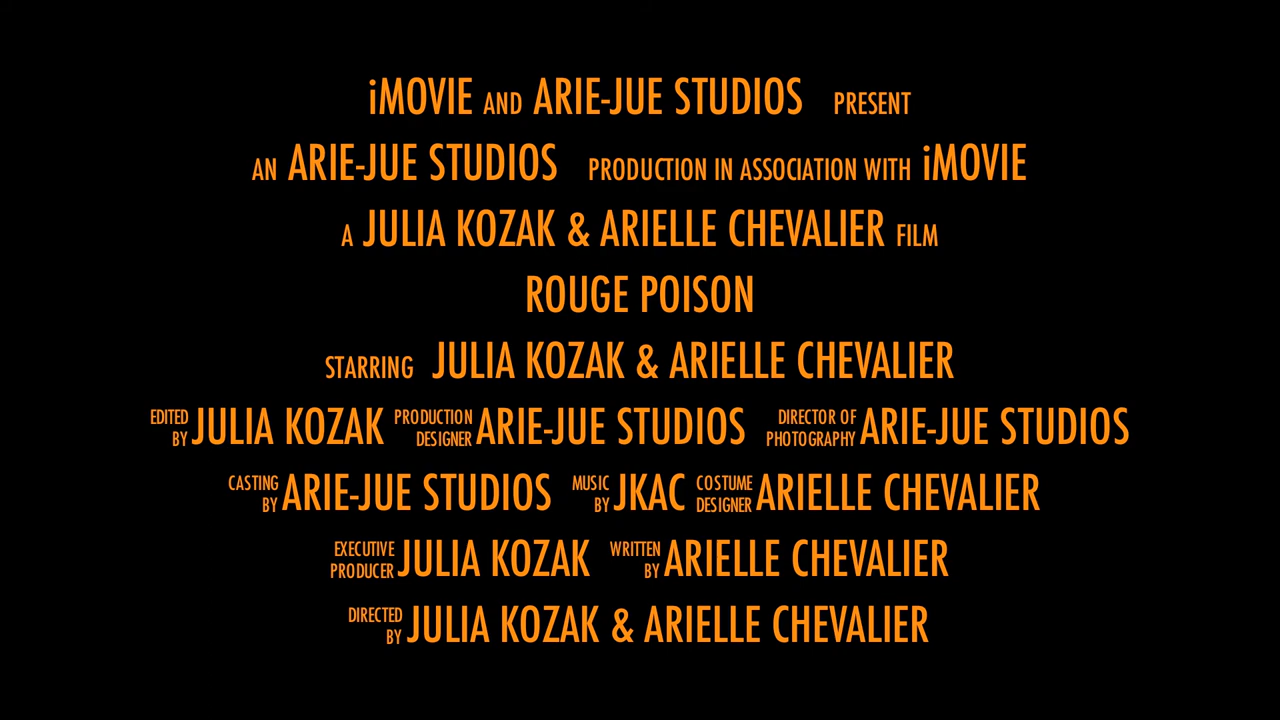 iMOVIE AND ARIE-JUE STUDIOS PRESENT
AN ARIE-JUE STUDIOS PRODUCTION IN ASSOCIATION WITH iMOVIE
A JULIA KOZAK & ARIELLE CHEVALIER FILM
ROUGE POISON
STARRING JULIA KOZAK & ARIELLE CHEVALIER
EDITED BY JULIA KOZAK PRODUCTION DESIGNER ARIE-JUE STUDIOS DIRECTOR OF PHOTOGRAPHY ARIE-JUE STUDIOS
CASTING BY ARIE-JUE STUDIOS MUSIC BY JKAC COSTUME DESIGNER ARIELLE CHEVALIER
EXECUTIVE PRODUCER JULIA KOZAK WRITTEN BY ARIELLE CHEVALIER
DIRECTED BY JULIA KOZAK & ARIELLE CHEVALIER